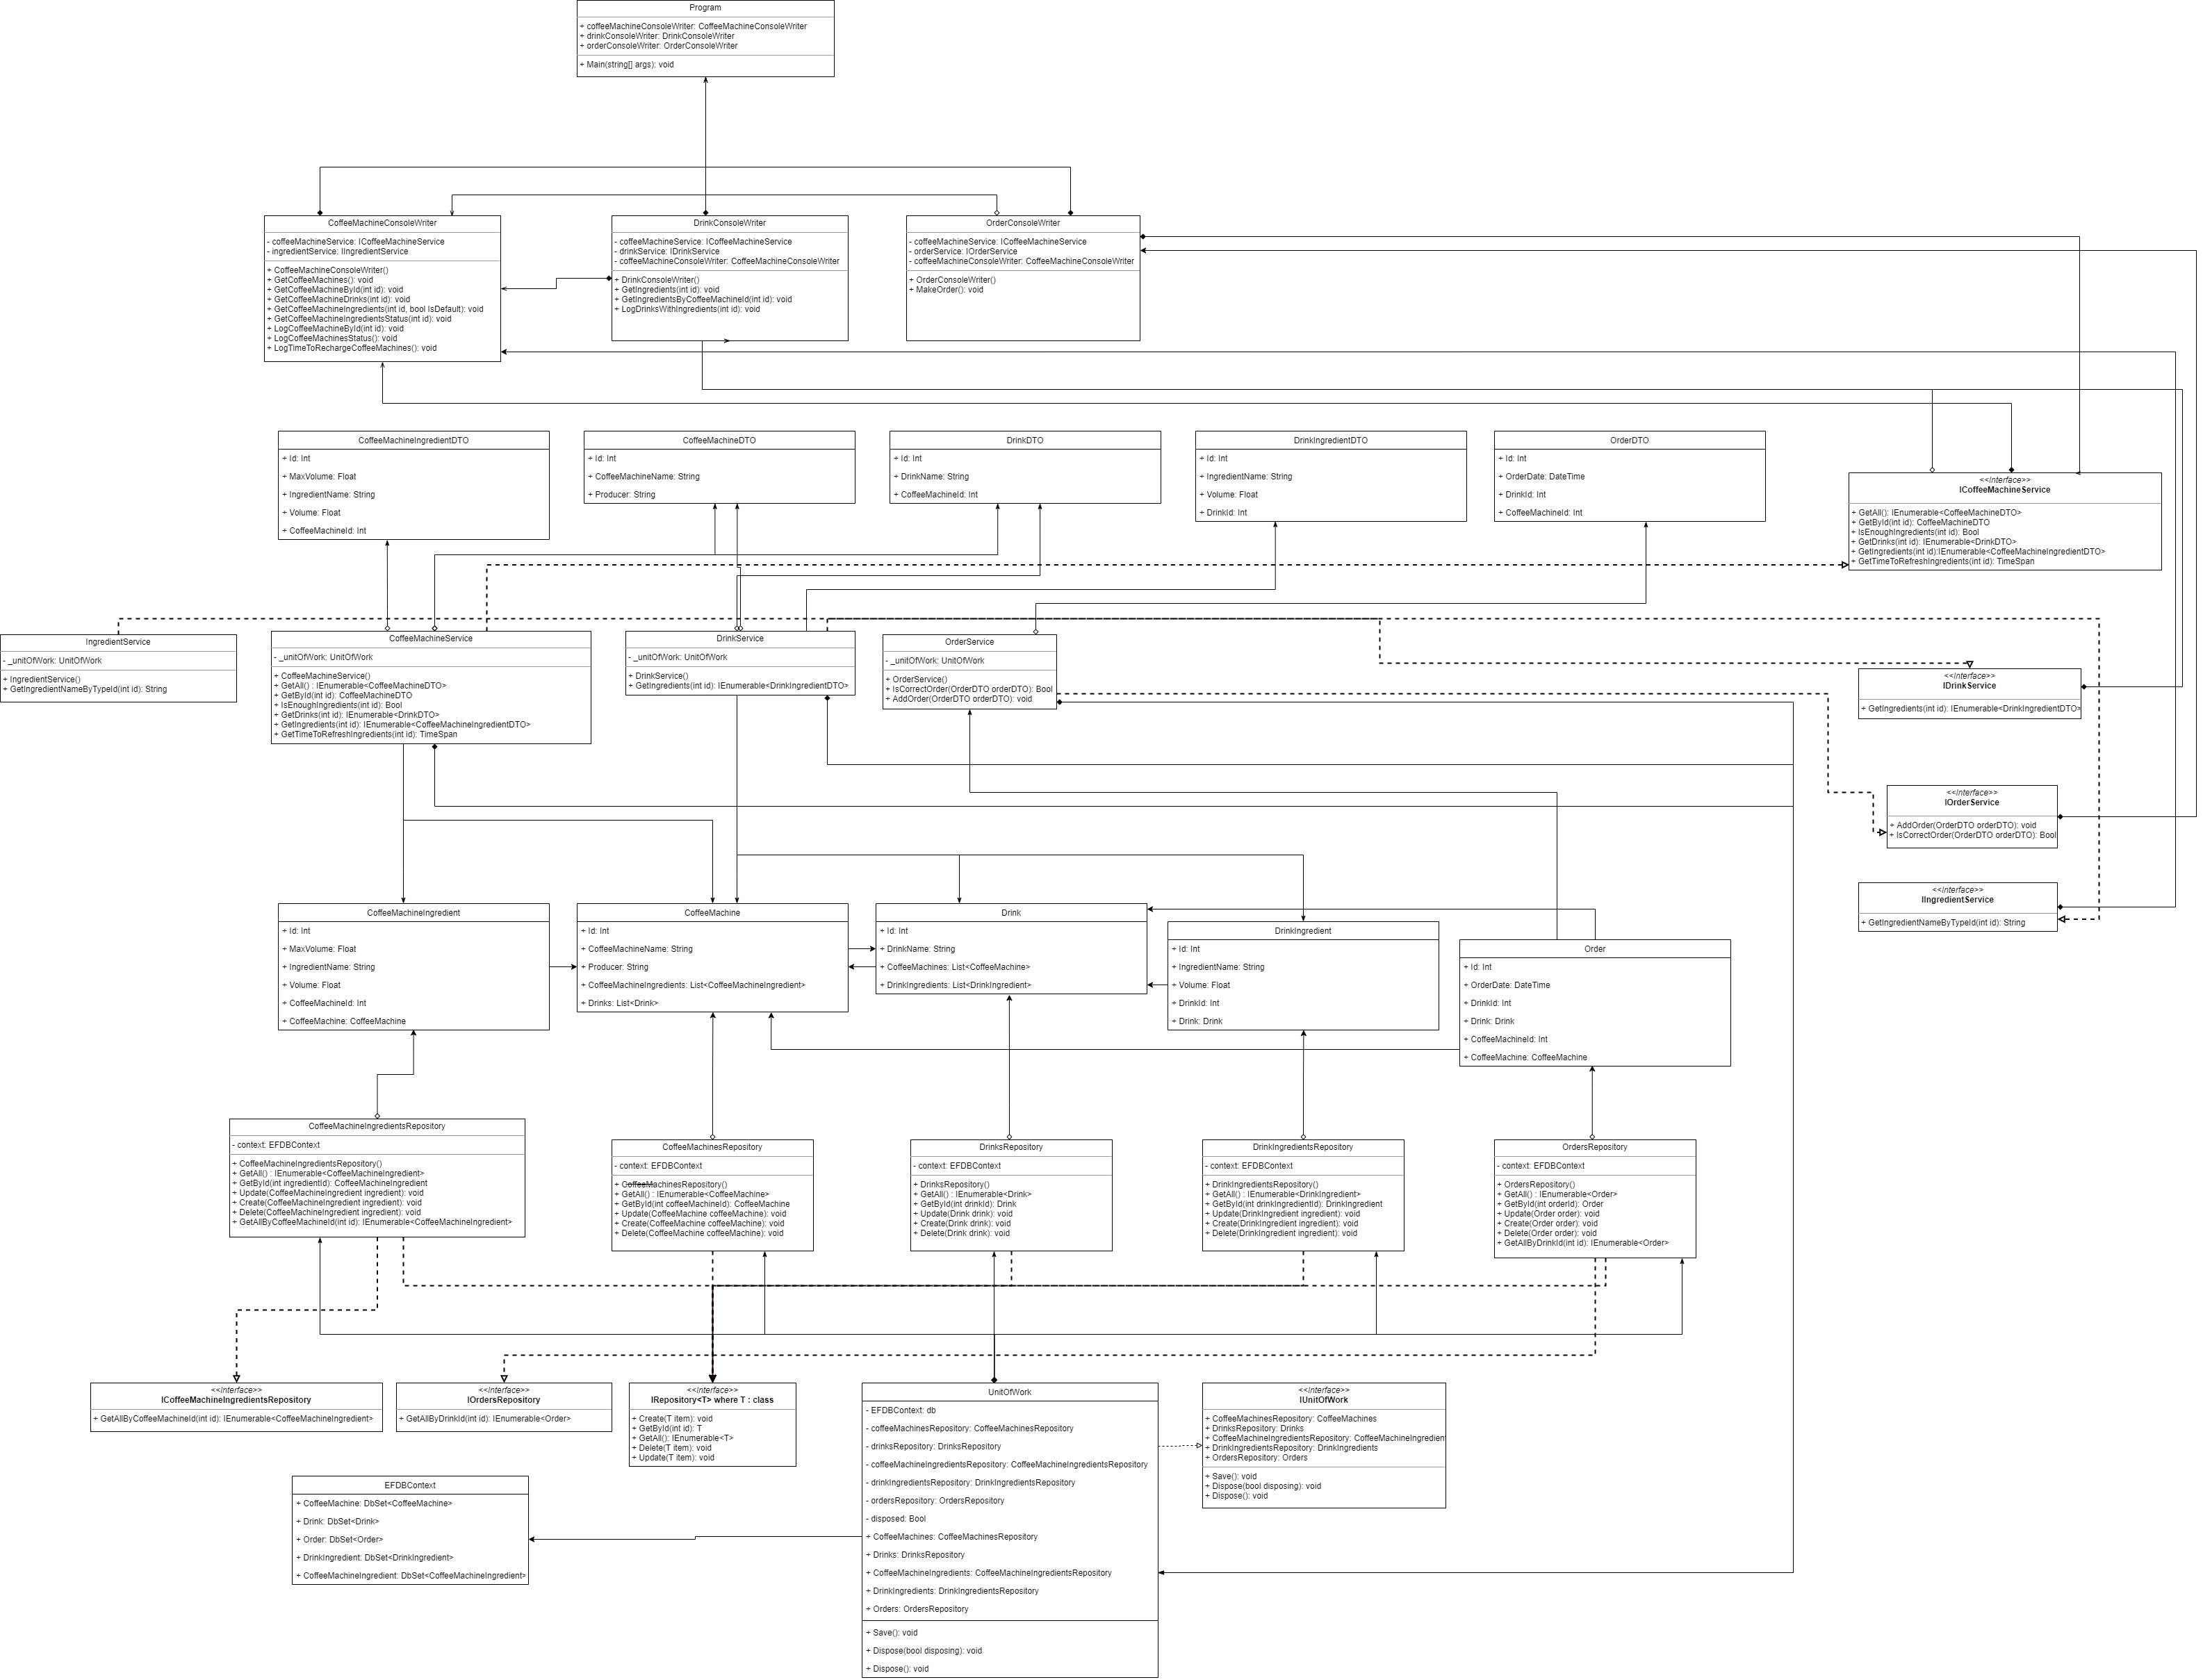 Program
+ coffeeMachineConsoleWriter: CoffeeMachineConsoleWriter
+ drinkConsoleWriter: DrinkConsoleWriter
+ orderConsoleWriter: OrderConsoleWriter
+ Main(string[] args): void
CoffeeMachineConsoleWriter
- coffeeMachineService: ICoffeeMachineService
- ingredientService: IIngredientService
+ CoffeeMachineConsoleWriter()
+ GetCoffeeMachines(): void
+ GetCoffeeMachineById(int id): void
+ GetCoffeeMachineDrinks(int id): void
+ GetCoffeeMachineIngredients(int id, bool IsDefault): void
+ GetCoffeeMachineIngredientsStatus(int id): void
+ LogCoffeeMachineById(int id): void
+ LogCoffeeMachinesStatus(): void
+ LogTimeToRechargeCoffeeMachines(): void
DrinkConsoleWriter
- coffeeMachineService: ICoffeeMachineService
- drinkService: IDrinkService
- coffeeMachineConsoleWriter: CoffeeMachineConsoleWriter
+ DrinkConsoleWriter()
+ GetIngredients(int id): void
+ GetIngredientsByCoffeeMachineId(int id): void
+ LogDrinksWithIngredients(int id): void
OrderConsoleWriter
- coffeeMachineService: ICoffeeMachineService
- orderService: IOrderService
- coffeeMachineConsoleWriter: CoffeeMachineConsoleWriter
+ OrderConsoleWriter()
+ MakeOrder(): void
CoffeeMachineIngredientDTO
+ Id: Int
+ MaxVolume: Float
+ IngredientName: String
+ Volume: Float
+ CoffeeMachineId: Int
CoffeeMachineDTO
+ Id: Int
+ CoffeeMachineName: String
+ Producer: String
DrinkDTO
+ Id: Int
+ DrinkName: String
+ CoffeeMachineId: Int
DrinkIngredientDTO
+ Id: Int
+ IngredientName: String
+ Volume: Float
+ DrinkId: Int
OrderDTO
+ Id: Int
+ OrderDate: DateTime
+ DrinkId: Int
+ CoffeeMachineId: Int
<<Interface>>
ICoffeeMachineService
+ GetAll(): IEnumerable<CoffeeMachineDTO>
+ GetById(int id): CoffeeMachineDTO
+ IsEnoughIngredients(int id): Bool
+ GetDrinks(int id): IEnumerable<DrinkDTO>
+ GetIngredients(int id):IEnumerable<CoffeeMachineIngredientDTO>
+ GetTimeToRefreshIngredients(int id): TimeSpan
IngredientService
- _unitOfWork: UnitOfWork
+ IngredientService()
+ GetIngredientNameByTypeId(int id): String
CoffeeMachineService
- _unitOfWork: UnitOfWork
+ CoffeeMachineService()
+ GetAll() : IEnumerable<CoffeeMachineDTO>
+ GetById(int id): CoffeeMachineDTO
+ IsEnoughIngredients(int id): Bool
+ GetDrinks(int id): IEnumerable<DrinkDTO>
+ GetIngredients(int id): IEnumerable<CoffeeMachineIngredientDTO>
+ GetTimeToRefreshIngredients(int id): TimeSpan
DrinkService
- _unitOfWork: UnitOfWork
+ DrinkService()
+ GetIngredients(int id): IEnumerable<DrinkIngredientDTO>
OrderService
- _unitOfWork: UnitOfWork
+ OrderService()
+ IsCorrectOrder(OrderDTO orderDTO): Bool
+ AddOrder(OrderDTO orderDTO): void
<<Interface>>
IDrinkService
+ GetIngredients(int id): IEnumerable<DrinkIngredientDTO>
<<Interface>>
IOrderService
+ AddOrder(OrderDTO orderDTO): void
+ IsCorrectOrder(OrderDTO orderDTO): Bool
<<Interface>>
IIngredientService
+ GetIngredientNameByTypeId(int id): String
CoffeeMachineIngredient
+ Id: Int
+ MaxVolume: Float
+ IngredientName: String
+ Volume: Float
+ CoffeeMachineId: Int
+ CoffeeMachine: CoffeeMachine
CoffeeMachine
+ Id: Int
+ CoffeeMachineName: String
+ Producer: String
+ CoffeeMachineIngredients: List<CoffeeMachineIngredient>
+ Drinks: List<Drink>
Drink
+ Id: Int
+ DrinkName: String
+ CoffeeMachines: List<CoffeeMachine>
+ DrinkIngredients: List<DrinkIngredient>
DrinkIngredient
+ Id: Int
+ IngredientName: String
+ Volume: Float
+ DrinkId: Int
+ Drink: Drink
Order
+ Id: Int
+ OrderDate: DateTime
+ DrinkId: Int
+ Drink: Drink
+ CoffeeMachineId: Int
+ CoffeeMachine: CoffeeMachine
CoffeeMachineIngredientsRepository
- context: EFDBContext
+ CoffeeMachineIngredientsRepository()
+ GetAll() : IEnumerable<CoffeeMachineIngredient>
+ GetById(int ingredientId): CoffeeMachineIngredient
+ Update(CoffeeMachineIngredient ingredient): void
+ Create(CoffeeMachineIngredient ingredient): void
+ Delete(CoffeeMachineIngredient ingredient): void
+ GetAllByCoffeeMachineId(int id): IEnumerable<CoffeeMachineIngredient>
CoffeeMachinesRepository
- context: EFDBContext
+ CoffeeMachinesRepository()
+ GetAll() : IEnumerable<CoffeeMachine>
+ GetById(int coffeeMachineId): CoffeeMachine
+ Update(CoffeeMachine coffeeMachine): void
+ Create(CoffeeMachine coffeeMachine): void
+ Delete(CoffeeMachine coffeeMachine): void
DrinksRepository
- context: EFDBContext
+ DrinksRepository()
+ GetAll() : IEnumerable<Drink>
+ GetById(int drinkId): Drink
+ Update(Drink drink): void
+ Create(Drink drink): void
+ Delete(Drink drink): void
DrinkIngredientsRepository
- context: EFDBContext
+ DrinkIngredientsRepository()
+ GetAll() : IEnumerable<DrinkIngredient>
+ GetById(int drinkIngredientId): DrinkIngredient
+ Update(DrinkIngredient ingredient): void
+ Create(DrinkIngredient ingredient): void
+ Delete(DrinkIngredient ingredient): void
OrdersRepository
- context: EFDBContext
+ OrdersRepository()
+ GetAll() : IEnumerable<Order>
+ GetById(int orderId): Order
+ Update(Order order): void
+ Create(Order order): void
+ Delete(Order order): void
+ GetAllByDrinkId(int id): IEnumerable<Order>
<<Interface>>
ICoffeeMachineIngredientsRepository
+ GetAllByCoffeeMachineId(int id): IEnumerable<CoffeeMachineIngredient>
<<Interface>>
IOrdersRepository
+ GetAllByDrinkId(int id): IEnumerable<Order>
<<Interface>>
IRepository<T> where T : class
+ Create(T item): void
+ GetById(int id): T
+ GetAll(): IEnumerable<T>
+ Delete(T item): void
+ Update(T item): void
UnitOfWork
- EFDBContext: db
- coffeeMachinesRepository: CoffeeMachinesRepository
- drinksRepository: DrinksRepository
- coffeeMachineIngredientsRepository: CoffeeMachineIngredientsRepository
- drinkIngredientsRepository: DrinkIngredientsRepository
- ordersRepository: OrdersRepository
- disposed: Bool
+ CoffeeMachines: CoffeeMachinesRepository
+ Drinks: DrinksRepository
+ CoffeeMachineIngredients: CoffeeMachineIngredientsRepository
+ DrinkIngredients: DrinkIngredientsRepository
+ Orders: OrdersRepository
+ Save(): void
+ Dispose(bool disposing): void
+ Dispose(): void
<<Interface>>
IUnitOfWork
+ CoffeeMachinesRepository: CoffeeMachines
+ DrinksRepository: Drinks
+ CoffeeMachineIngredientsRepository: CoffeeMachineIngredien
+ DrinkIngredientsRepository: DrinkIngredients
+ OrdersRepository: Orders
+ Save(): void
+ Dispose(bool disposing): void
+ Dispose(): void
EFDBContext
+ CoffeeMachine: DbSet<CoffeeMachine>
+ Drink: DbSet<Drink>
+ Order: DbSet<Order>
+ DrinkIngredient: DbSet<DrinkIngredient>
+ CoffeeMachineIngredient: DbSet<CoffeeMachineIngredient>